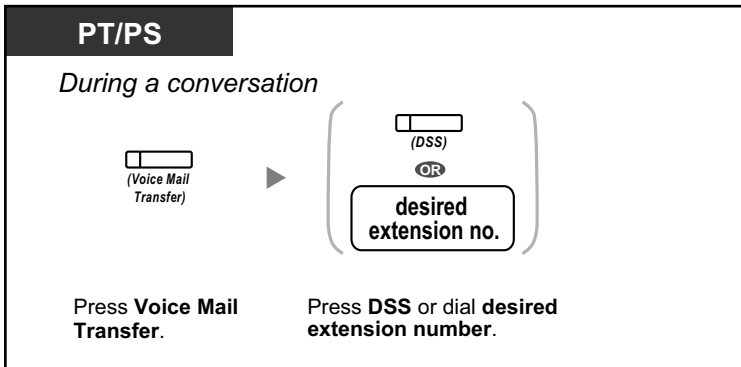 PT/PS
During a conversation
(Voice Mail
Transfer)
(DSS)
OR
desired
extension no.
Press Voice Mail
Transfer.
Press DSS or dial desired
extension number.